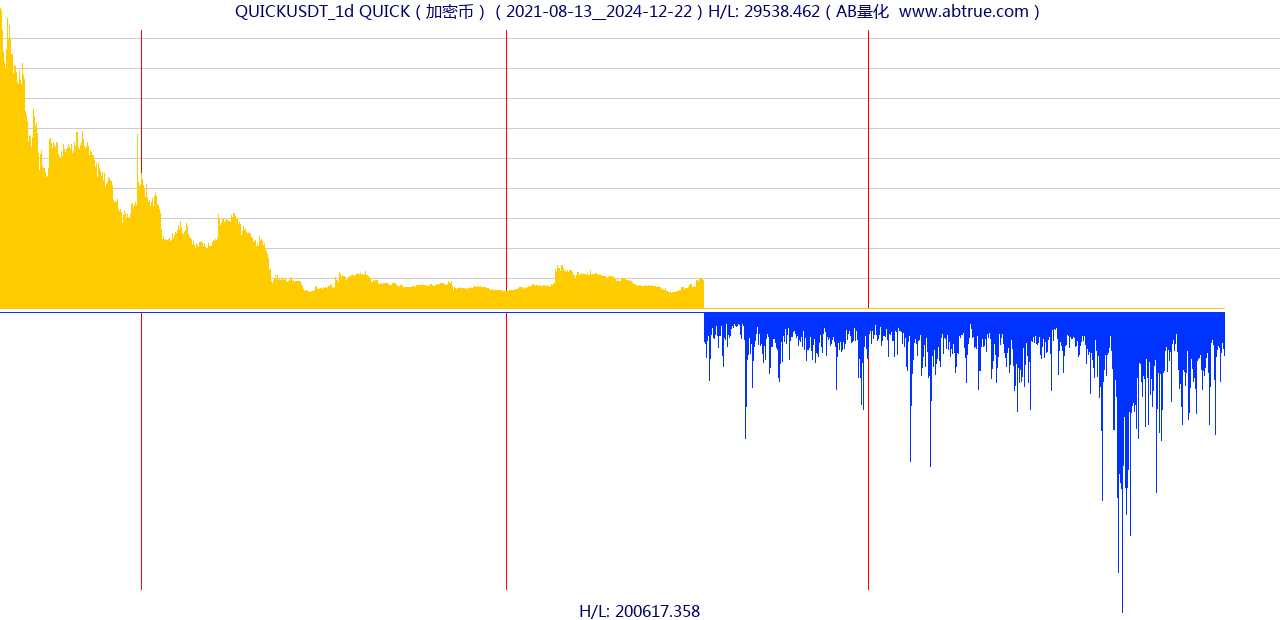 QUICKUSDT_1d QUICK ( 加密币 ) ( 2021-08-13__2024-12-22 ) H/L: 29538.462 ( AB量化  www.abtrue.com )
H/L: 200617.358